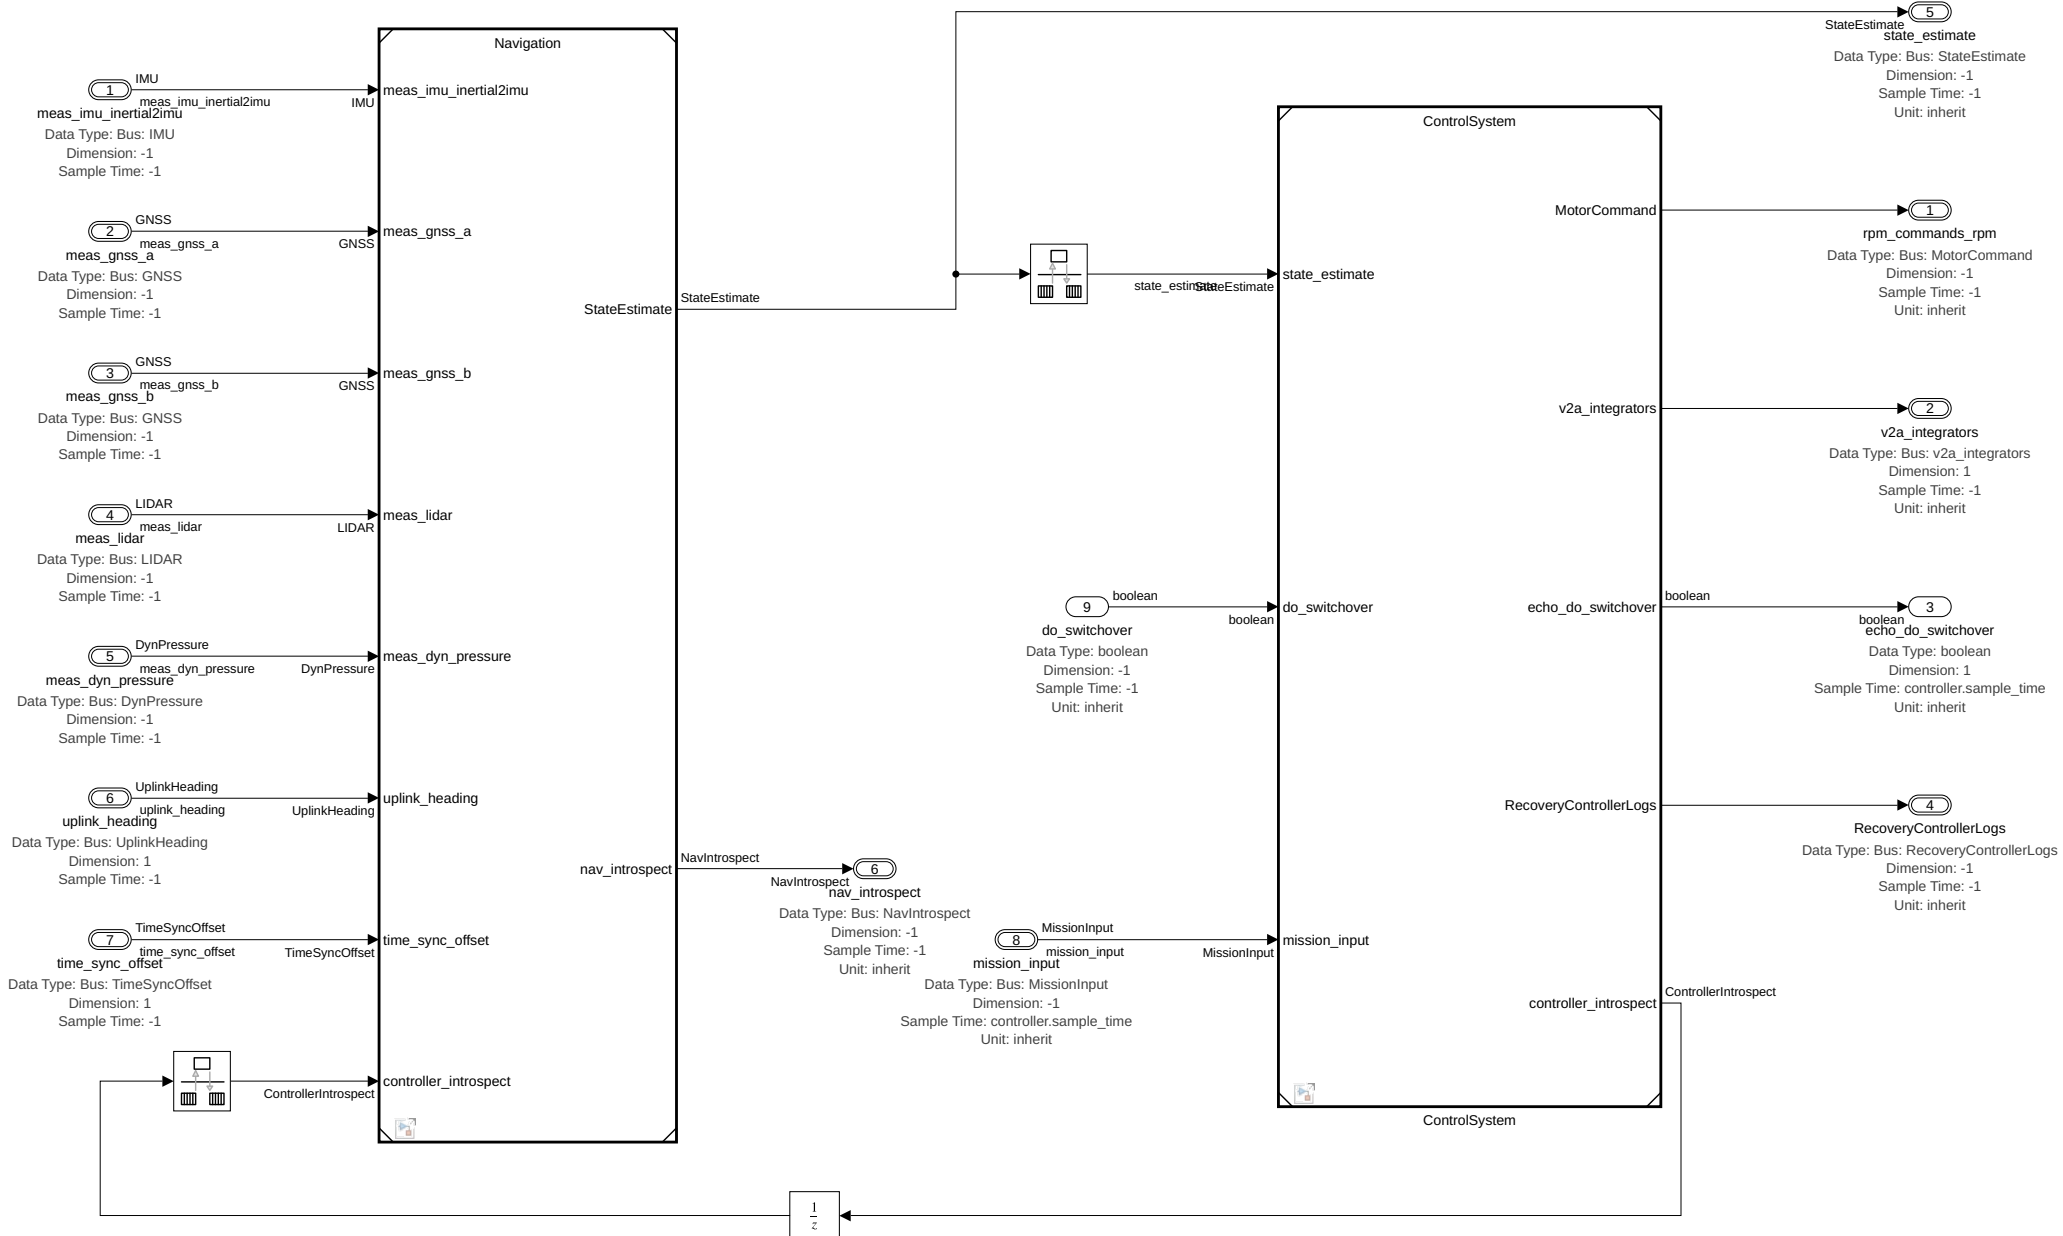 Navigation
1
IMU
meas_imu_inertial2imu
IMU
meas_imu_inertial2imu
meas_imu_inertial2imu
Data Type: Bus: IMU
Dimension: -1
Sample Time: -1
2
GNSS
meas_gnss_a
GNSS
meas_gnss_a
meas_gnss_a
Data Type: Bus: GNSS
Dimension: -1
Sample Time: -1
3
GNSS
meas_gnss_b
GNSS
meas_gnss_b
meas_gnss_b
Data Type: Bus: GNSS
Dimension: -1
Sample Time: -1
4
LIDAR
meas_lidar
LIDAR
meas_lidar
meas_lidar
Data Type: Bus: LIDAR
Dimension: -1
Sample Time: -1
5
DynPressure
meas_dyn_pressure
DynPressure
meas_dyn_pressure
meas_dyn_pressure
Data Type: Bus: DynPressure
Dimension: -1
Sample Time: -1
6
UplinkHeading
uplink_heading
UplinkHeading
uplink_heading
uplink_heading
Data Type: Bus: UplinkHeading
Dimension: 1
Sample Time: -1
7
TimeSyncOffset
time_sync_offset
TimeSyncOffset
time_sync_offset
time_sync_offset
Data Type: Bus: TimeSyncOffset
Dimension: 1
Sample Time: -1
ControllerIntrospect
controller_introspect
StateEstimate
StateEstimate
nav_introspect
NavIntrospect
NavIntrospect
6
nav_introspect
Data Type: Bus: NavIntrospect
Dimension: -1
Sample Time: -1
Unit: inherit
1
z
ControlSystem
state_estimate
StateEstimate
state_estimate
9
boolean
boolean
do_switchover
do_switchover
Data Type: boolean
Dimension: -1
Sample Time: -1
Unit: inherit
8
MissionInput
mission_input
MissionInput
mission_input
mission_input
Data Type: Bus: MissionInput
Dimension: -1
Sample Time: controller.sample_time
Unit: inherit
MotorCommand
v2a_integrators
echo_do_switchover
boolean
boolean
RecoveryControllerLogs
controller_introspect
ControllerIntrospect
ControlSystem
5
StateEstimate
state_estimate
Data Type: Bus: StateEstimate
Dimension: -1
Sample Time: -1
Unit: inherit
1
rpm_commands_rpm
Data Type: Bus: MotorCommand
Dimension: -1
Sample Time: -1
Unit: inherit
2
v2a_integrators
Data Type: Bus: v2a_integrators
Dimension: 1
Sample Time: -1
Unit: inherit
3
echo_do_switchover
Data Type: boolean
Dimension: 1
Sample Time: controller.sample_time
Unit: inherit
4
RecoveryControllerLogs
Data Type: Bus: RecoveryControllerLogs
Dimension: -1
Sample Time: -1
Unit: inherit